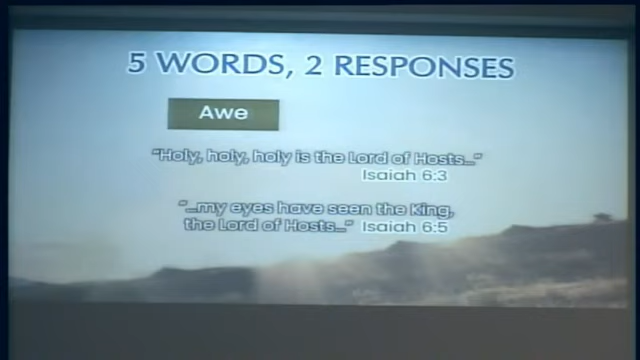 5 WORDS, 2 RESPONSES
Awe
"Holy, holy, holy is the Lord of Hosts..."
Isaiah 6:3
"...my eyes have seen the King,
the Lord of Hosts..." Isaiah 6:5